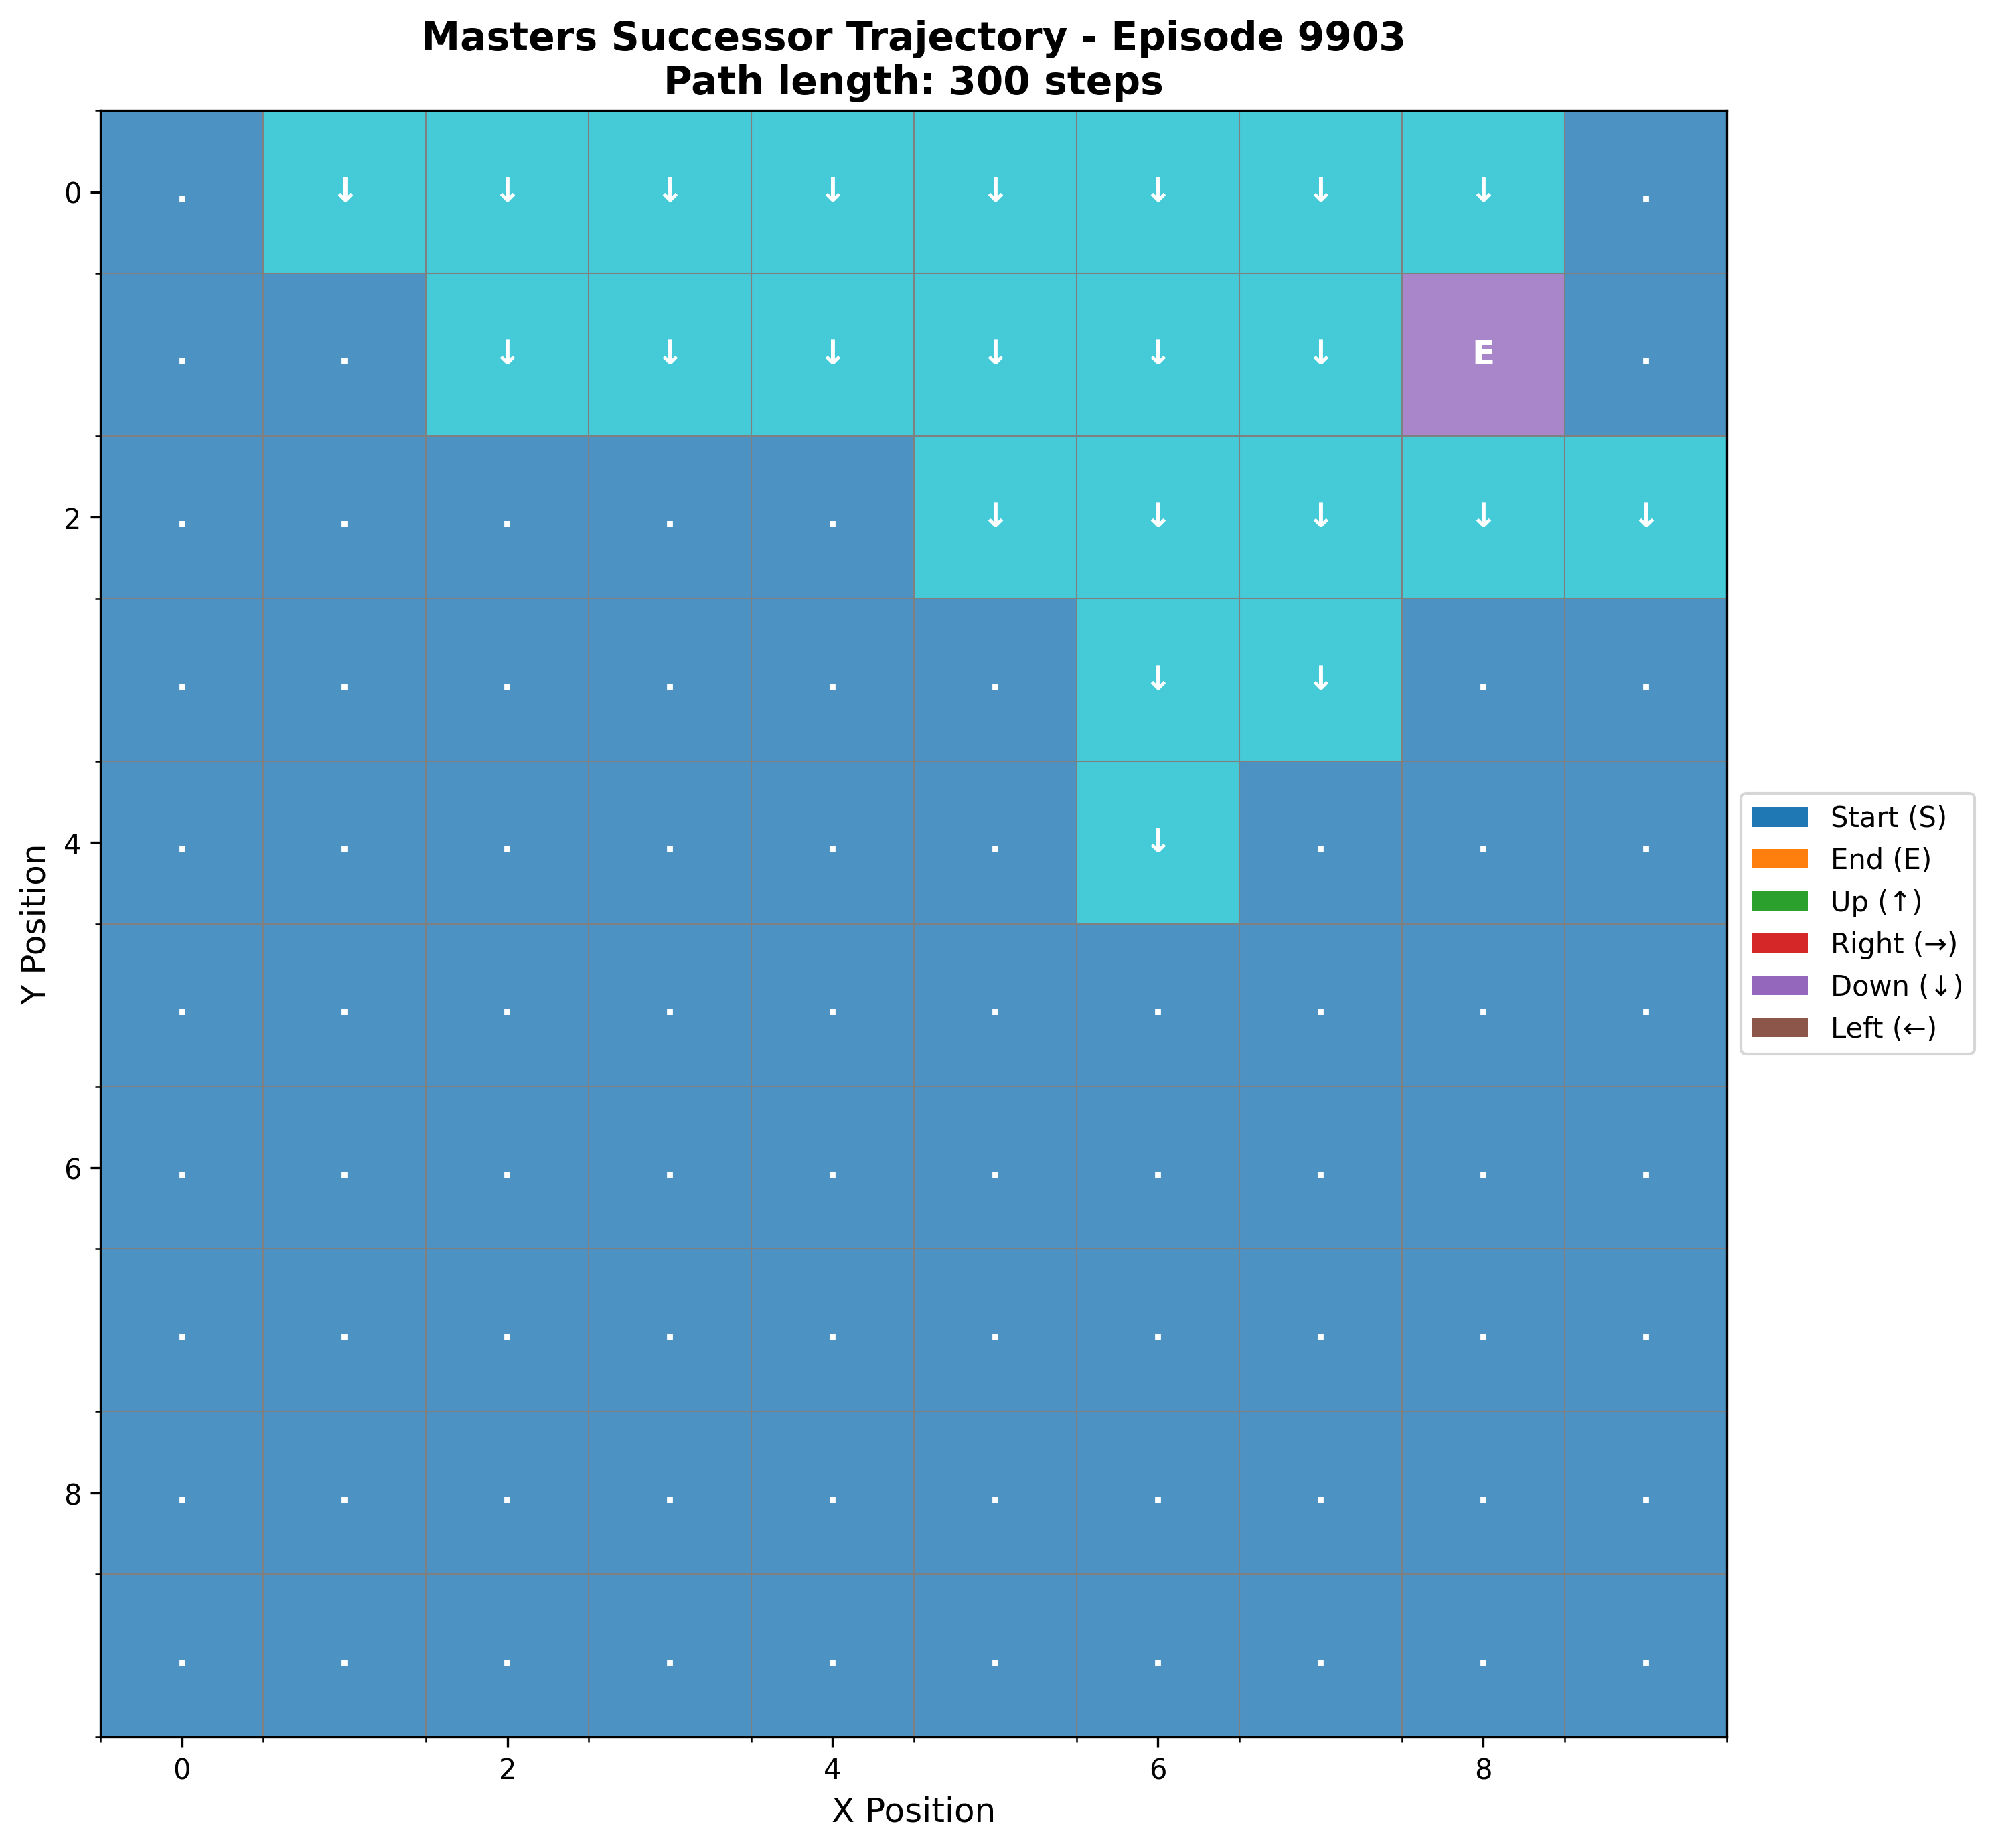 Masters Successor Trajectory - Episode 9903
Path length: 300 steps
0 . ↓ ↓ ↓ ↓ ↓ ↓ ↓ ↓ .
. . ↓ ↓ ↓ ↓ ↓ ↓ E .
2 . . . . . ↓ ↓ ↓ ↓ ↓
. . . . . . ↓ ↓ . .
4 . . . . . . ↓ . . .
. . . . . . . . . .
6 . . . . . . . . . .
. . . . . . . . . .
8 . . . . . . . . . .
. . . . . . . . . .
0 2 4 6 8
X Position
Y Position
Start (S)
End (E)
Up (↑)
Right (→)
Down (↓)
Left (←)